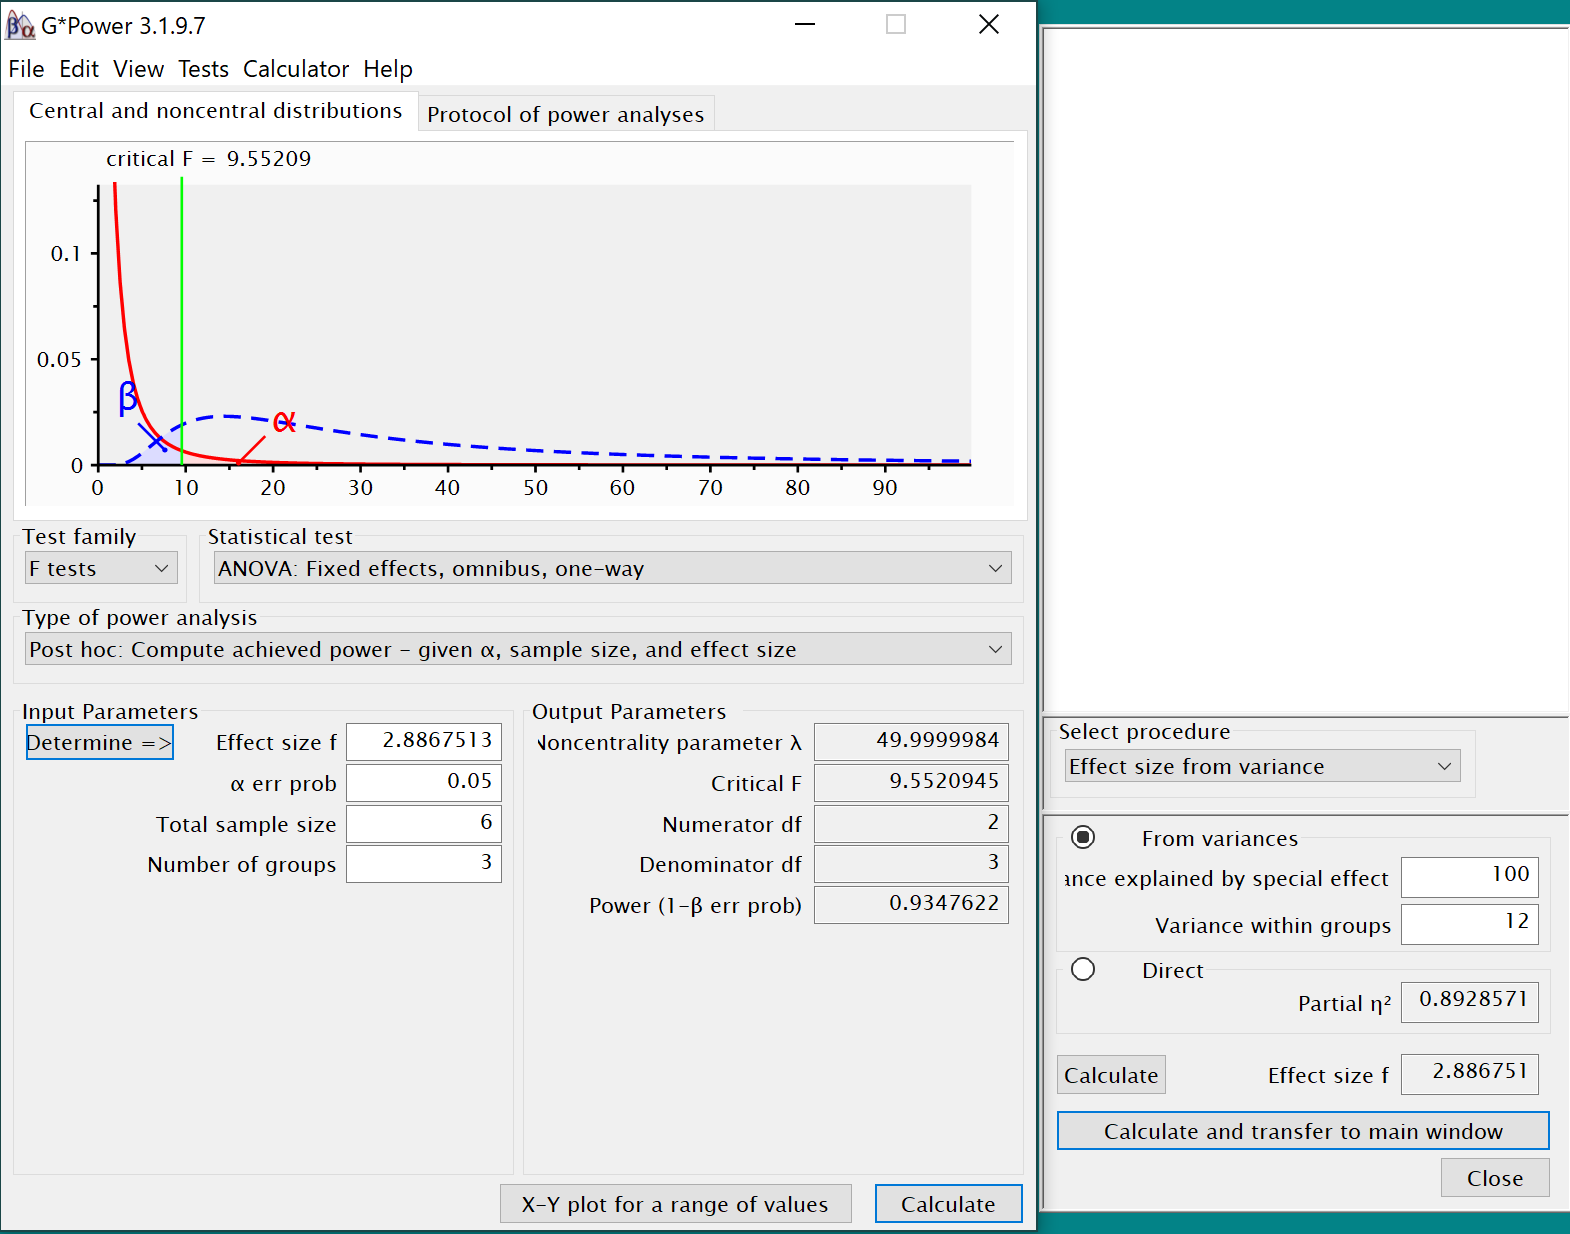 G*Power 3.1.9.7
File Edit View Tests Calculator Help
Central and noncentral distributions
Protocol of power analyses
critical F = 9.55209
0.1
0.05
0
β
α
0 10 20 30 40 50 60 70 80 90
Test family
Statistical test
F tests
ANOVA: Fixed effects, omnibus, one-way
Type of power analysis
Post hoc: Compute achieved power - given α, sample size, and effect size
Input Parameters
Determine =>
Effect size f 2.8867513
α err prob 0.05
Total sample size 6
Number of groups 3
Output Parameters
Noncentrality parameter λ 49.9999984
Critical F 9.5520945
Numerator df 2
Denominator df 3
Power (1-β err prob) 0.9347622
X-Y plot for a range of values
Calculate
Select procedure
Effect size from variance
From variances
ance explained by special effect 100
Variance within groups 12
Direct
Partial η² 0.8928571
Calculate
Effect size f 2.886751
Calculate and transfer to main window
Close